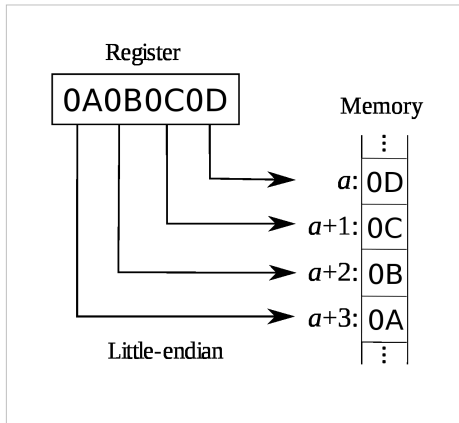 Register
0A0B0C0D
Memory
⋮
a: 0D
a+1: 0C
a+2: 0B
a+3: 0A
⋮
Little-endian